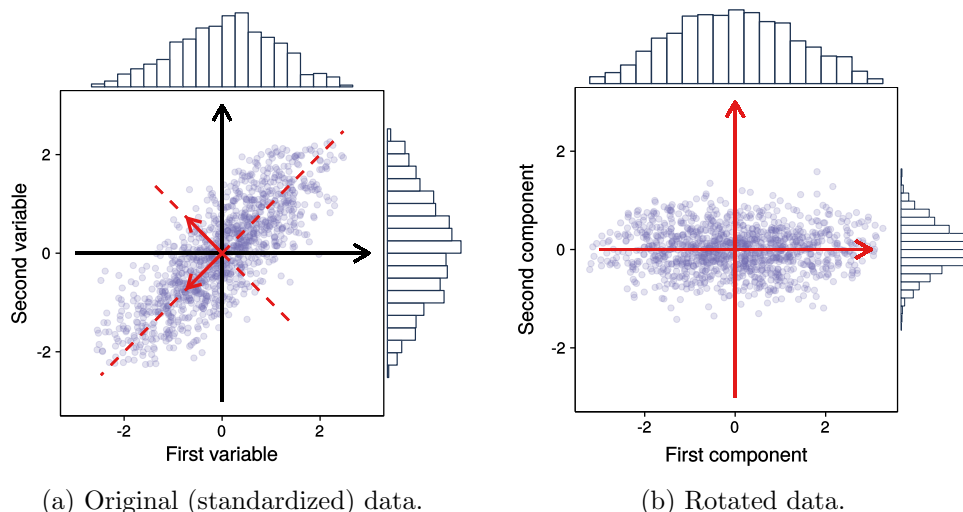 Second variable
2
0
-2
-2
0
2
First variable
(a) Original (standardized) data.
Second component
2
0
-2
-2
0
2
First component
(b) Rotated data.